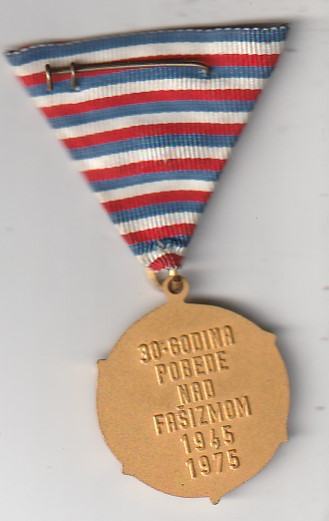 30-GODINA
POBEDE
NAD
FAŠIZMOM
1945
1975